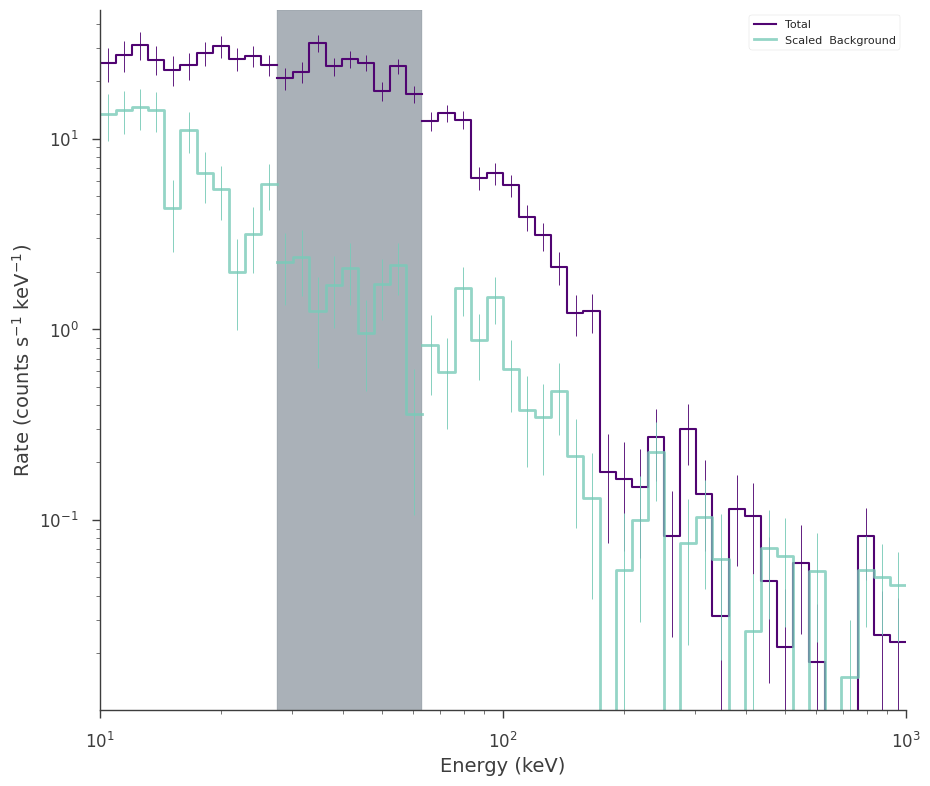 Total
Scaled  Background
Rate (counts s⁻¹ keV⁻¹)
10¹
10⁰
10⁻¹
10¹ 10² 10³
Energy (keV)